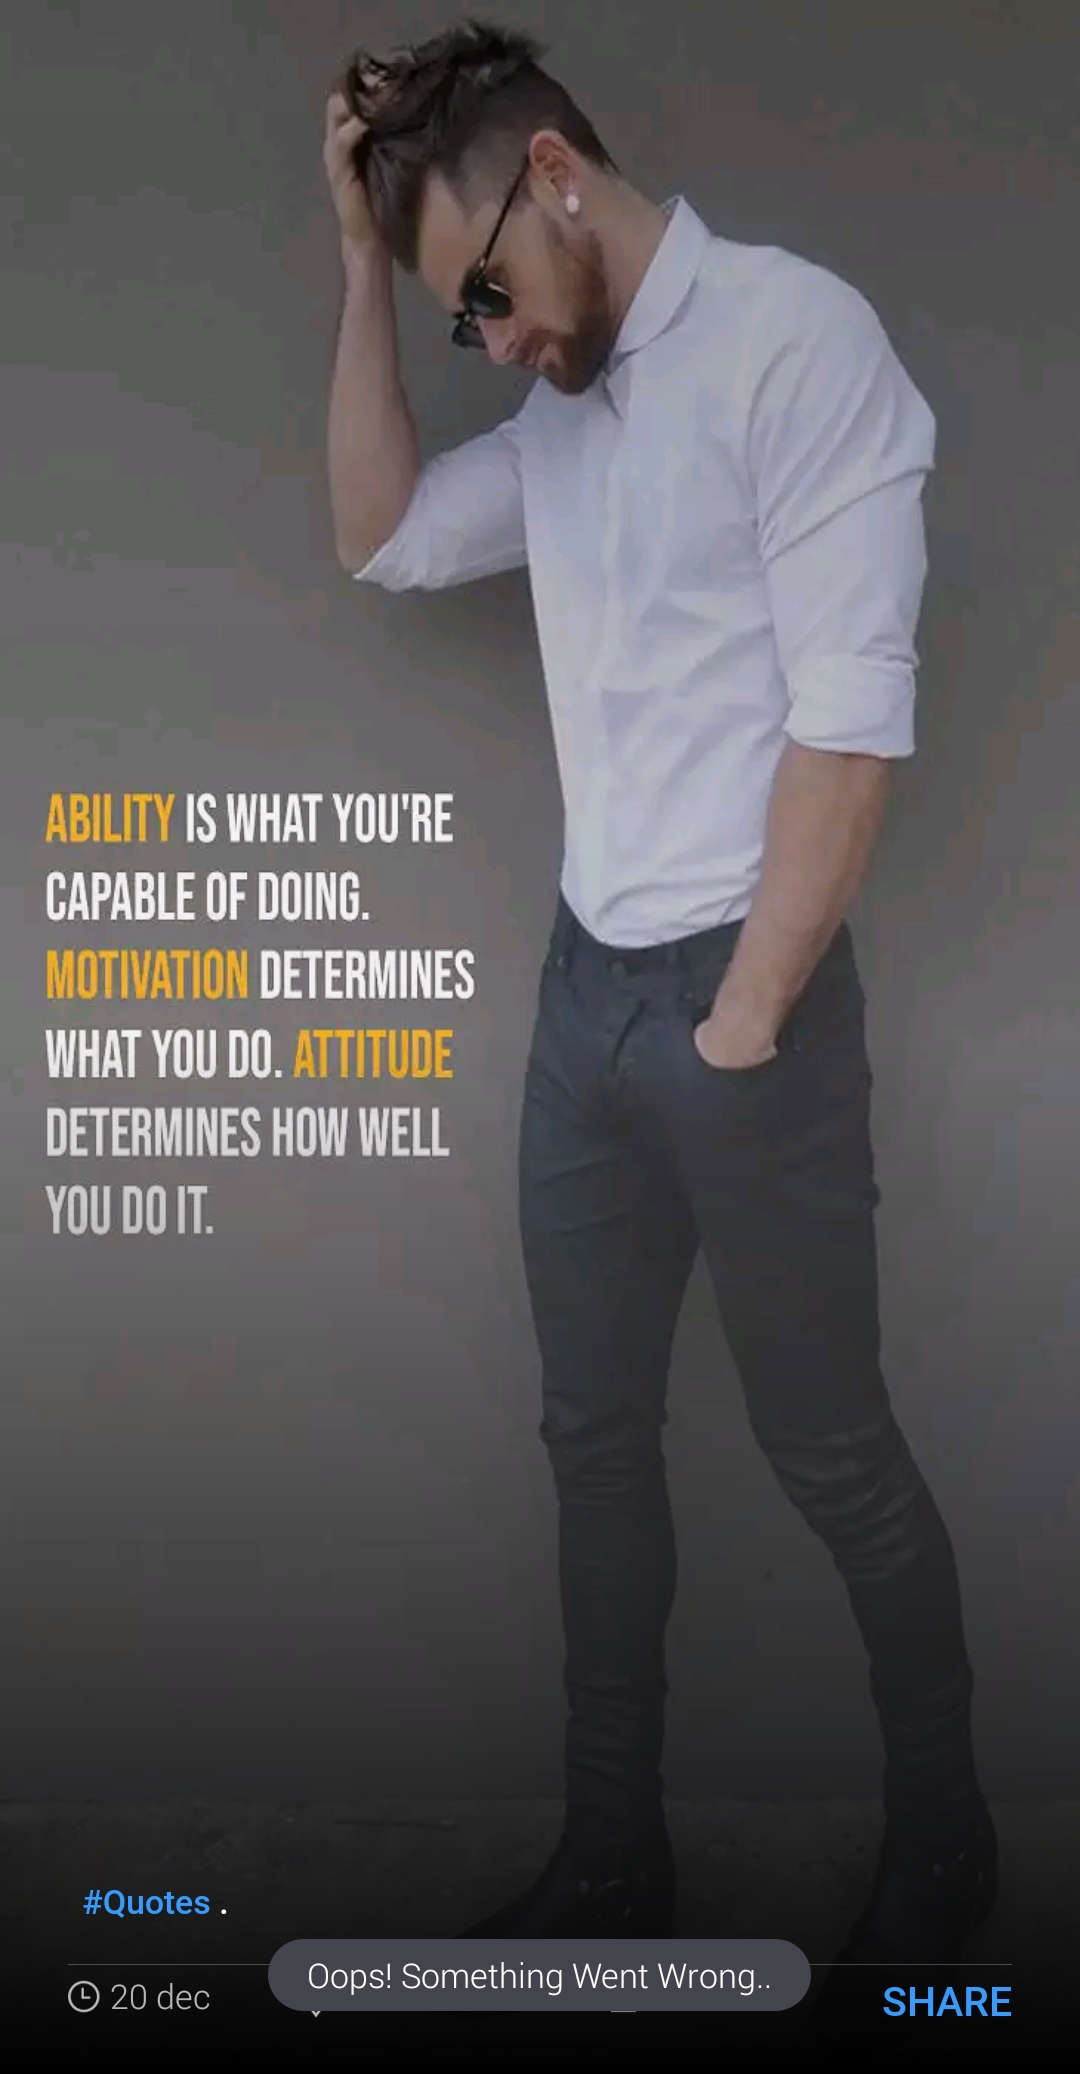 ABILITY IS WHAT YOU'RE
CAPABLE OF DOING.
MOTIVATION DETERMINES
WHAT YOU DO. ATTITUDE
DETERMINES HOW WELL
YOU DO IT.
#Quotes .
Oops! Something Went Wrong..
20 dec
SHARE